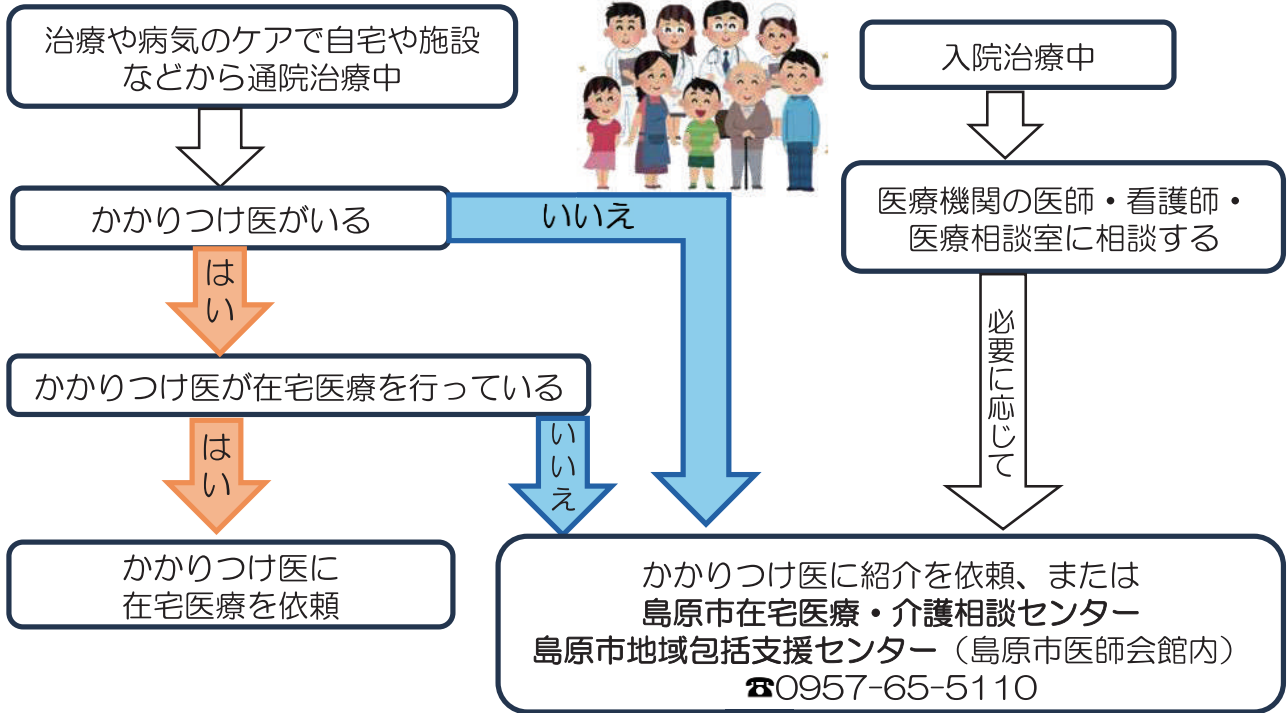 治療や病気のケアで自宅や施設
などから通院治療中
かかりつけ医がいる
いいえ
はい
かかりつけ医が在宅医療を行っている
はい
いいえ
かかりつけ医に
在宅医療を依頼
入院治療中
医療機関の医師・看護師・
医療相談室に相談する
必要に応じて
かかりつけ医に紹介を依頼、または
島原市在宅医療・介護相談センター
島原市地域包括支援センター（島原市医師会館内）
☎0957-65-5110